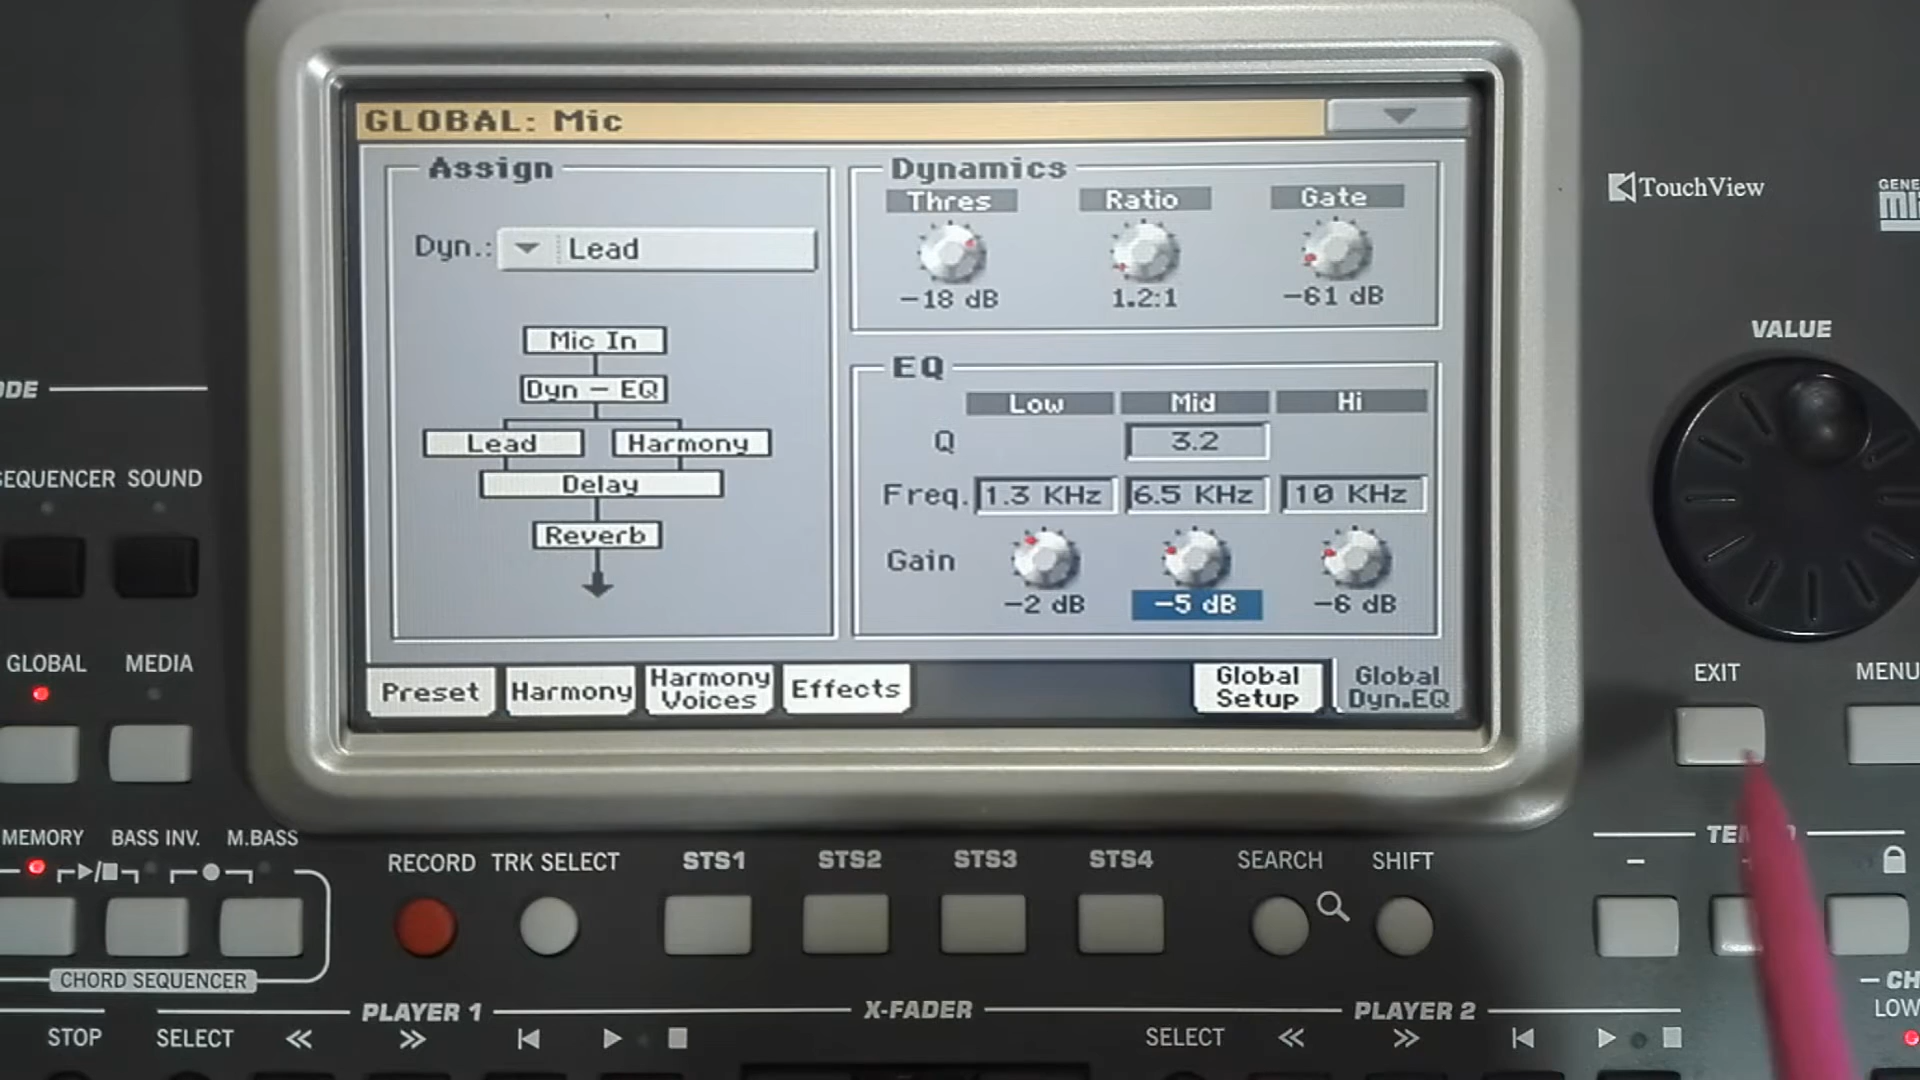 GLOBAL: Mic
Assign
Dyn.: Lead
Mic In
Dyn - EQ
Lead Harmony
Delay
Reverb
Dynamics
Thres Ratio Gate
-18 dB 1.2:1 -61 dB
EQ
Low Mid Hi
Q 3.2
Freq. 1.3 KHz 6.5 KHz 10 KHz
Gain
-2 dB -5 dB -6 dB
Preset Harmony Harmony Voices Effects Global Setup Global Dyn.EQ
TouchView
VALUE
EXIT MENU
SEQUENCER SOUND
GLOBAL MEDIA
MEMORY BASS INV. M.BASS
CHORD SEQUENCER
RECORD TRK SELECT STS1 STS2 STS3 STS4 SEARCH SHIFT
STOP SELECT
PLAYER 1 X-FADER PLAYER 2
SELECT
LOW